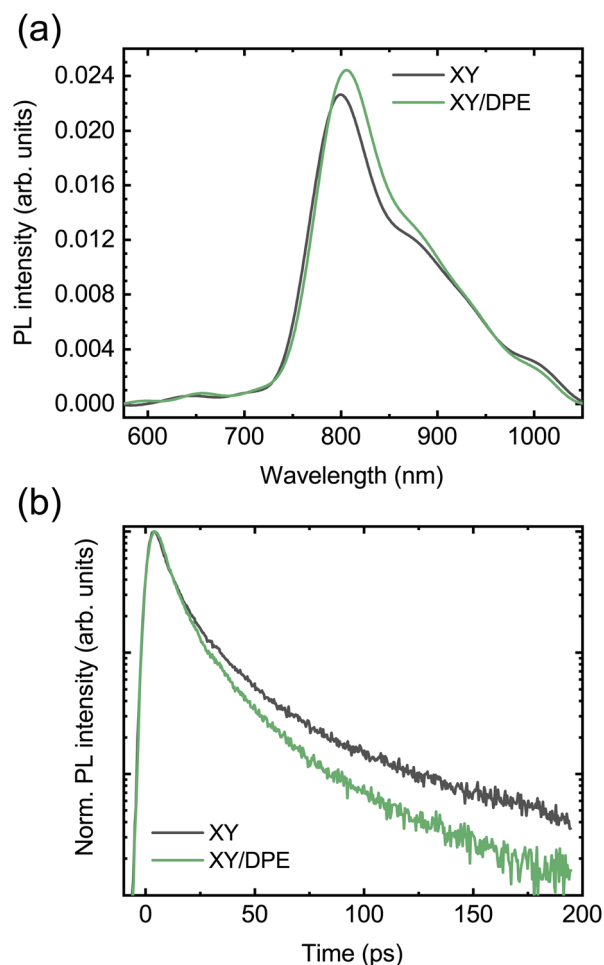 (a)
XY
XY/DPE
0.024
0.020
0.016
0.012
0.008
0.004
0.000
PL intensity (arb. units)
600 700 800 900 1000
Wavelength (nm)
(b)
Norm. PL intensity (arb. units)
XY
XY/DPE
0 50 100 150 200
Time (ps)